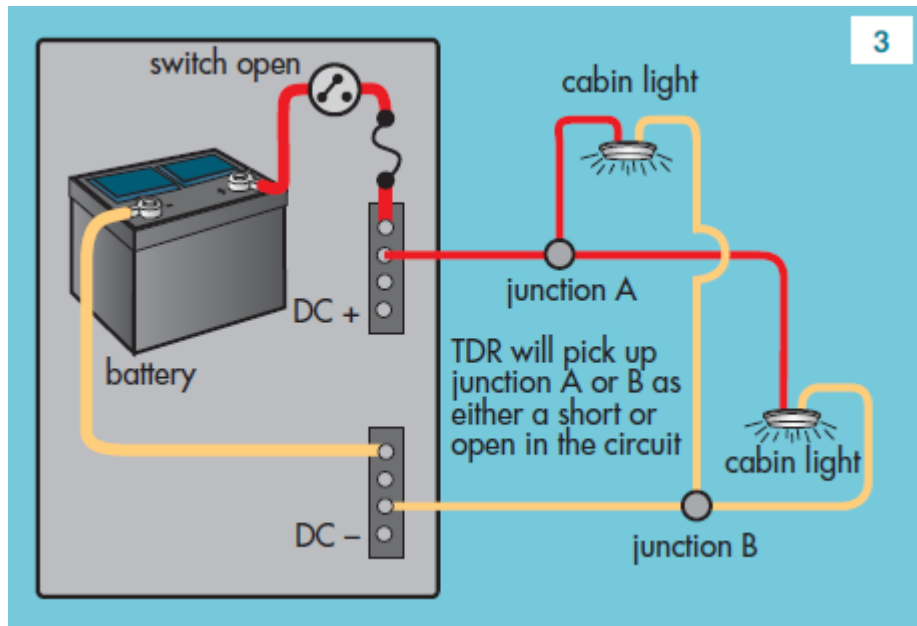 3
switch open
cabin light
junction A
DC +
TDR will pick up
junction A or B as
either a short or
open in the circuit
battery
cabin light
DC –
junction B